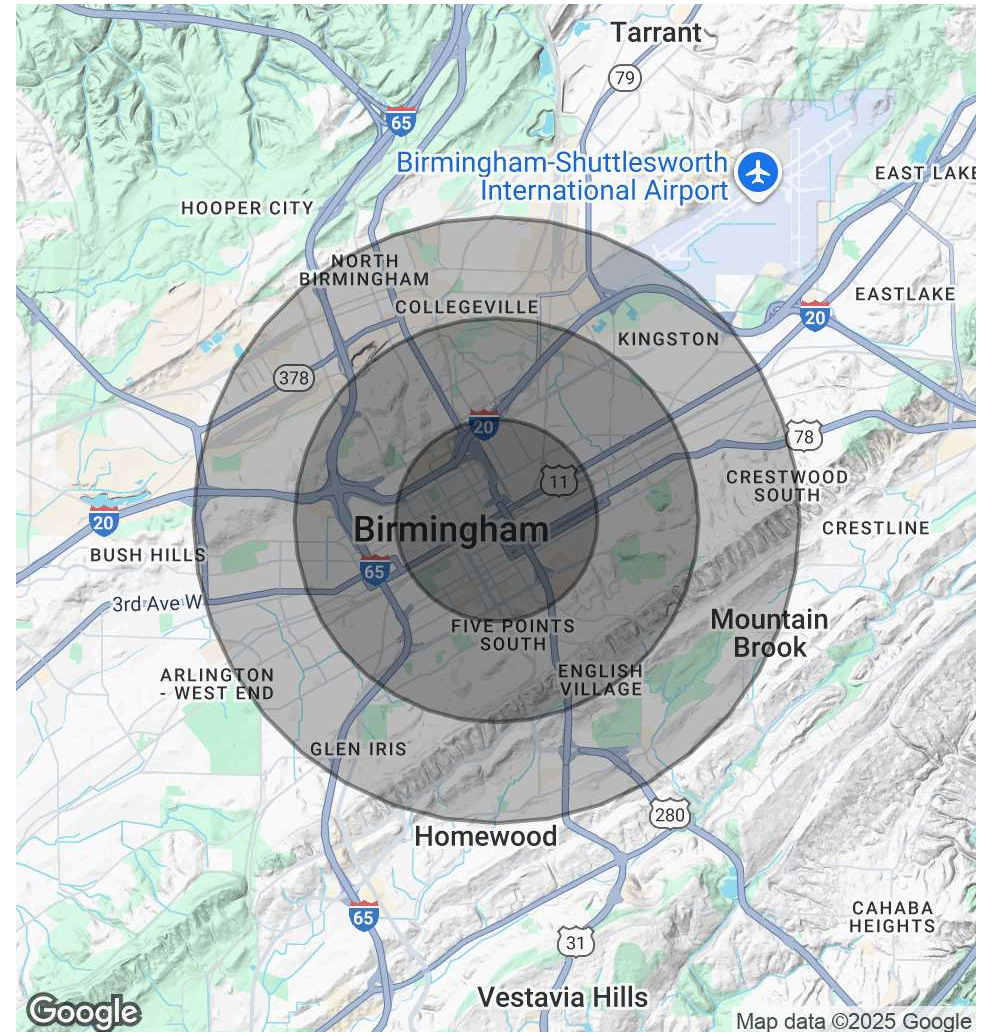 Tarrant
79
65
Birmingham-Shuttlesworth
International Airport
EAST LAKE
HOOPER CITY
NORTH
BIRMINGHAM
COLLEGEVILLE
EASTLAKE
20
KINGSTON
378
20
78
11
CRESTWOOD
SOUTH
20
Birmingham
CRESTLINE
BUSH HILLS
65
3rd Ave W
FIVE POINTS
SOUTH
Mountain
Brook
ARLINGTON
- WEST END
ENGLISH
VILLAGE
GLEN IRIS
280
Homewood
65
CAHABA
HEIGHTS
31
Vestavia Hills
Google
Map data ©2025 Google